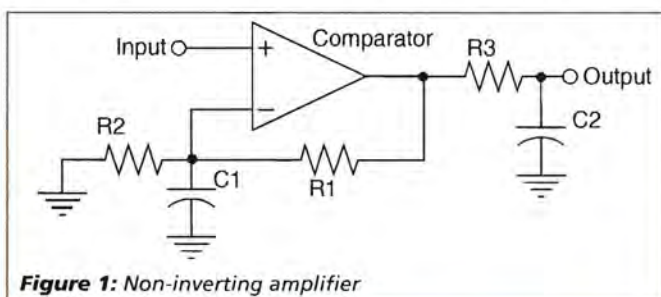 Input
+
Comparator
R3
Output
−
R2
C2
C1
R1
Figure 1: Non-inverting amplifier